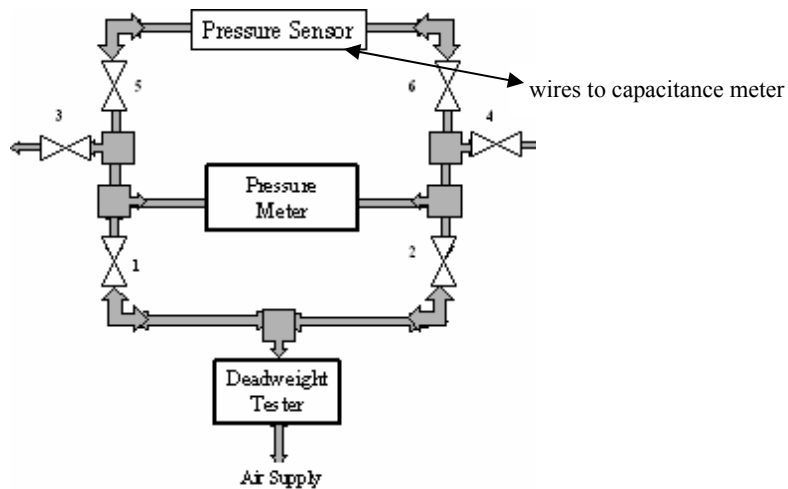 Pressure Sensor
wires to capacitance meter
5
6
3
4
Pressure
Meter
1
2
Deadweight
Tester
Air Supply